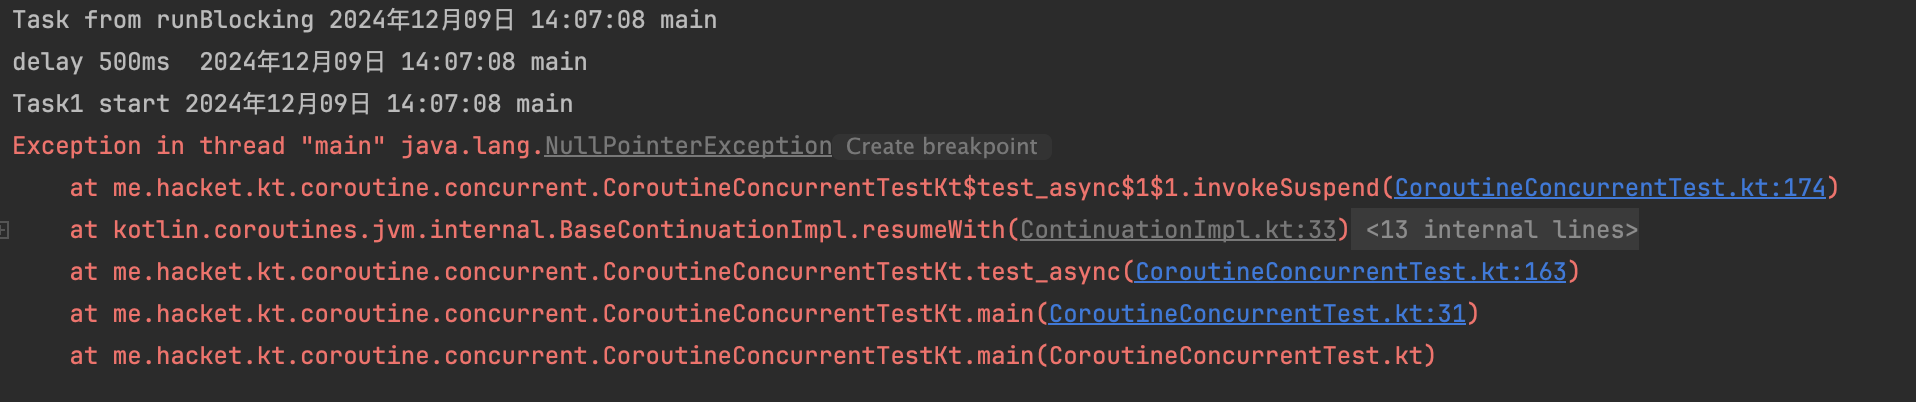 Task from runBlocking 2024年12月09日 14:07:08 main
delay 500ms  2024年12月09日 14:07:08 main
Task1 start 2024年12月09日 14:07:08 main
Exception in thread "main" java.lang.NullPointerException Create breakpoint
    at me.hacket.kt.coroutine.concurrent.CoroutineConcurrentTestKt$test_async$1$1.invokeSuspend(CoroutineConcurrentTest.kt:174)
    at kotlin.coroutines.jvm.internal.BaseContinuationImpl.resumeWith(ContinuationImpl.kt:33) <13 internal lines>
    at me.hacket.kt.coroutine.concurrent.CoroutineConcurrentTestKt.test_async(CoroutineConcurrentTest.kt:163)
    at me.hacket.kt.coroutine.concurrent.CoroutineConcurrentTestKt.main(CoroutineConcurrentTest.kt:31)
    at me.hacket.kt.coroutine.concurrent.CoroutineConcurrentTestKt.main(CoroutineConcurrentTest.kt)